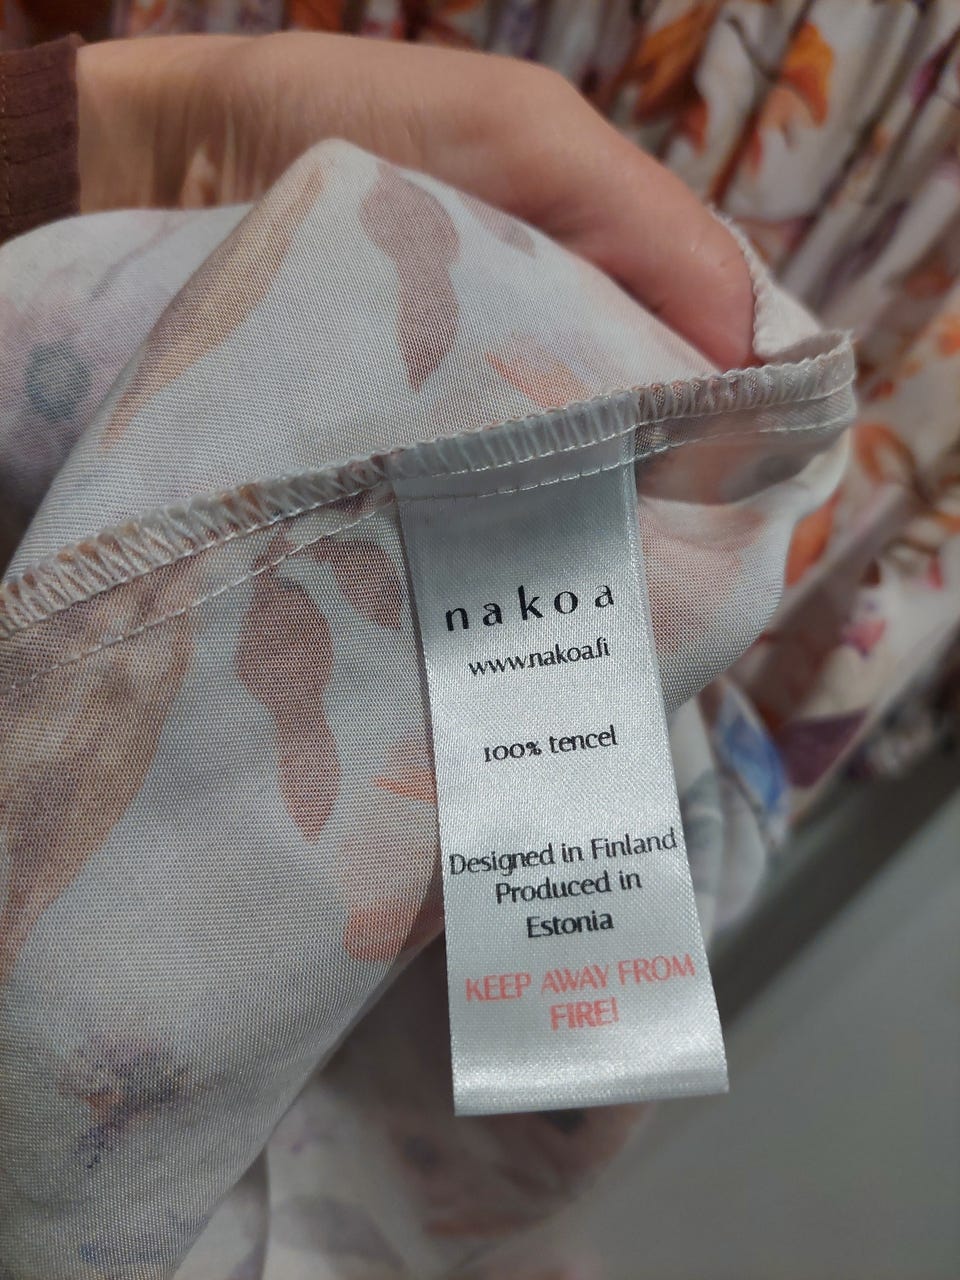 nakoa
www.nakoa.fi
100% tencel
Designed in Finland
Produced in
Estonia
KEEP AWAY FROM
FIRE!